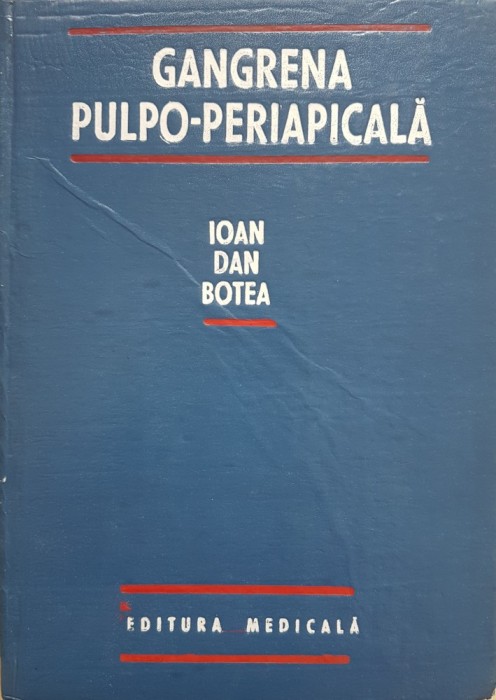 GANGRENA
PULPO-PERIAPICALĂ
IOAN
DAN
BOTEA
EDITURA MEDICALĂ